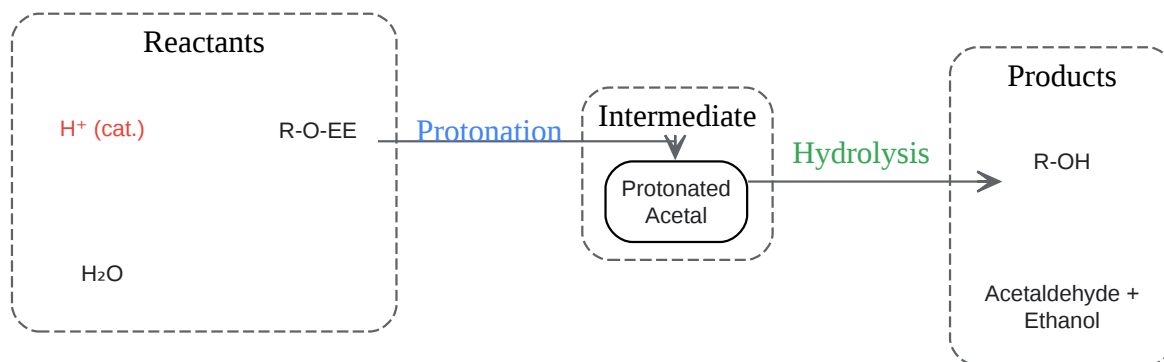 Reactants
H⁺ (cat.)
R-O-EE
H₂O
Protonation
Intermediate
Protonated
Acetal
Hydrolysis
Products
R-OH
Acetaldehyde +
Ethanol